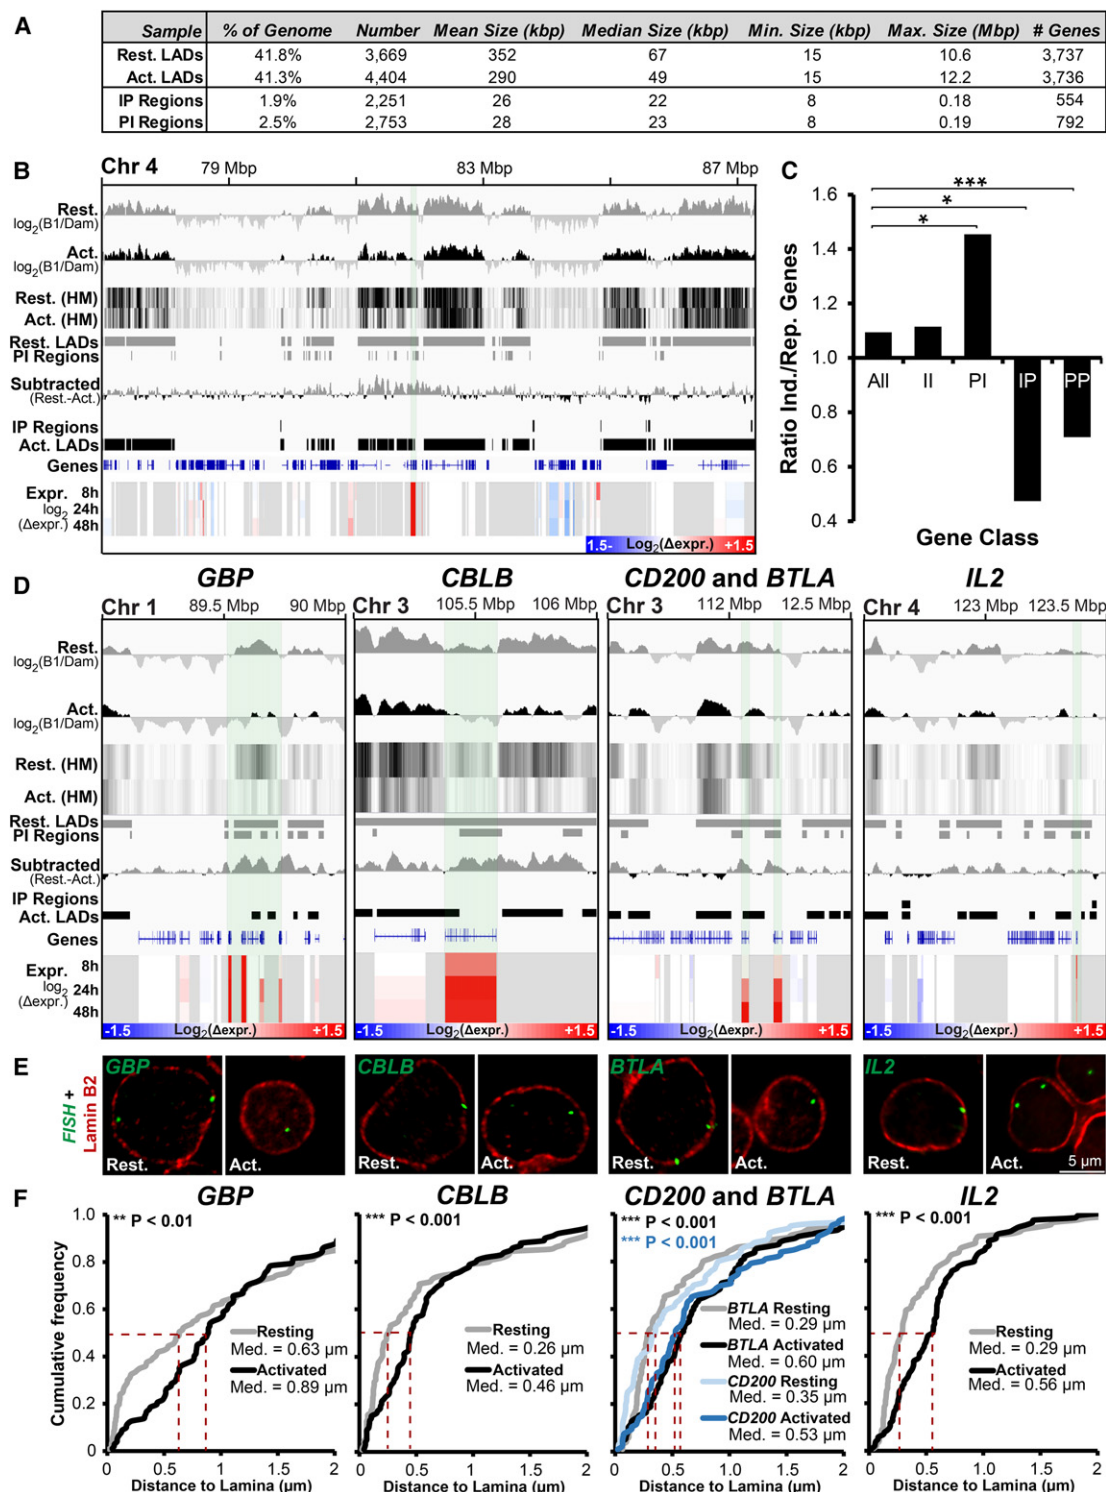 A
Sample % of Genome Number Mean Size (kbp) Median Size (kbp) Min. Size (kbp) Max. Size (Mbp) # Genes
Rest. LADs 41.8% 3,669 352 67 15 10.6 3,737
Act. LADs 41.3% 4,404 290 49 15 12.2 3,736
IP Regions 1.9% 2,251 26 22 8 0.18 554
PI Regions 2.5% 2,753 28 23 8 0.19 792
B
Chr 4 79 Mbp 83 Mbp 87 Mbp
Rest.
log2(B1/Dam)
Act.
log2(B1/Dam)
Rest. (HM)
Act. (HM)
Rest. LADs
PI Regions
Subtracted
(Rest.-Act.)
IP Regions
Act. LADs
Genes
Expr. 8h
log2 24h
(Δexpr.) 48h
1.5- Log2(Δexpr.) +1.5
C
Ratio Ind./Rep. Genes
1.6
1.4
1.2
1.0
0.8
0.6
0.4
***
*
*
All II PI IP PP
Gene Class
D
GBP CBLB CD200 and BTLA IL2
Chr 1 89.5 Mbp 90 Mbp
Chr 3 105.5 Mbp 106 Mbp
Chr 3 112 Mbp 12.5 Mbp
Chr 4 123 Mbp 123.5 Mbp
Rest.
log2(B1/Dam)
Act.
log2(B1/Dam)
Rest. (HM)
Act. (HM)
Rest. LADs
PI Regions
Subtracted
(Rest.-Act.)
IP Regions
Act. LADs
Genes
Expr. 8h
log2 24h
(Δexpr.) 48h
-1.5 Log2(Δexpr.) +1.5
-1.5 Log2(Δexpr.) +1.5
-1.5 Log2(Δexpr.) +1.5
-1.5 Log2(Δexpr.) +1.5
E
FISH +
Lamin B2
GBP CBLB BTLA IL2
Rest. Act. Rest. Act. Rest. Act. Rest. Act.
5 µm
F
GBP CBLB CD200 and BTLA IL2
Cumulative frequency
1.0
0.8
0.6
0.4
0.2
0
** P < 0.01
Resting
Med. = 0.63 µm
Activated
Med. = 0.89 µm
0 0.5 1 1.5 2
Distance to Lamina (µm)
*** P < 0.001
Resting
Med. = 0.26 µm
Activated
Med. = 0.46 µm
0 0.5 1 1.5 2
Distance to Lamina (µm)
*** P < 0.001
*** P < 0.001
BTLA Resting
Med. = 0.29 µm
BTLA Activated
Med. = 0.60 µm
CD200 Resting
Med. = 0.35 µm
CD200 Activated
Med. = 0.53 µm
0 0.5 1 1.5 2
Distance to Lamina (µm)
*** P < 0.001
Resting
Med. = 0.29 µm
Activated
Med. = 0.56 µm
0 0.5 1 1.5 2
Distance to Lamina (µm)